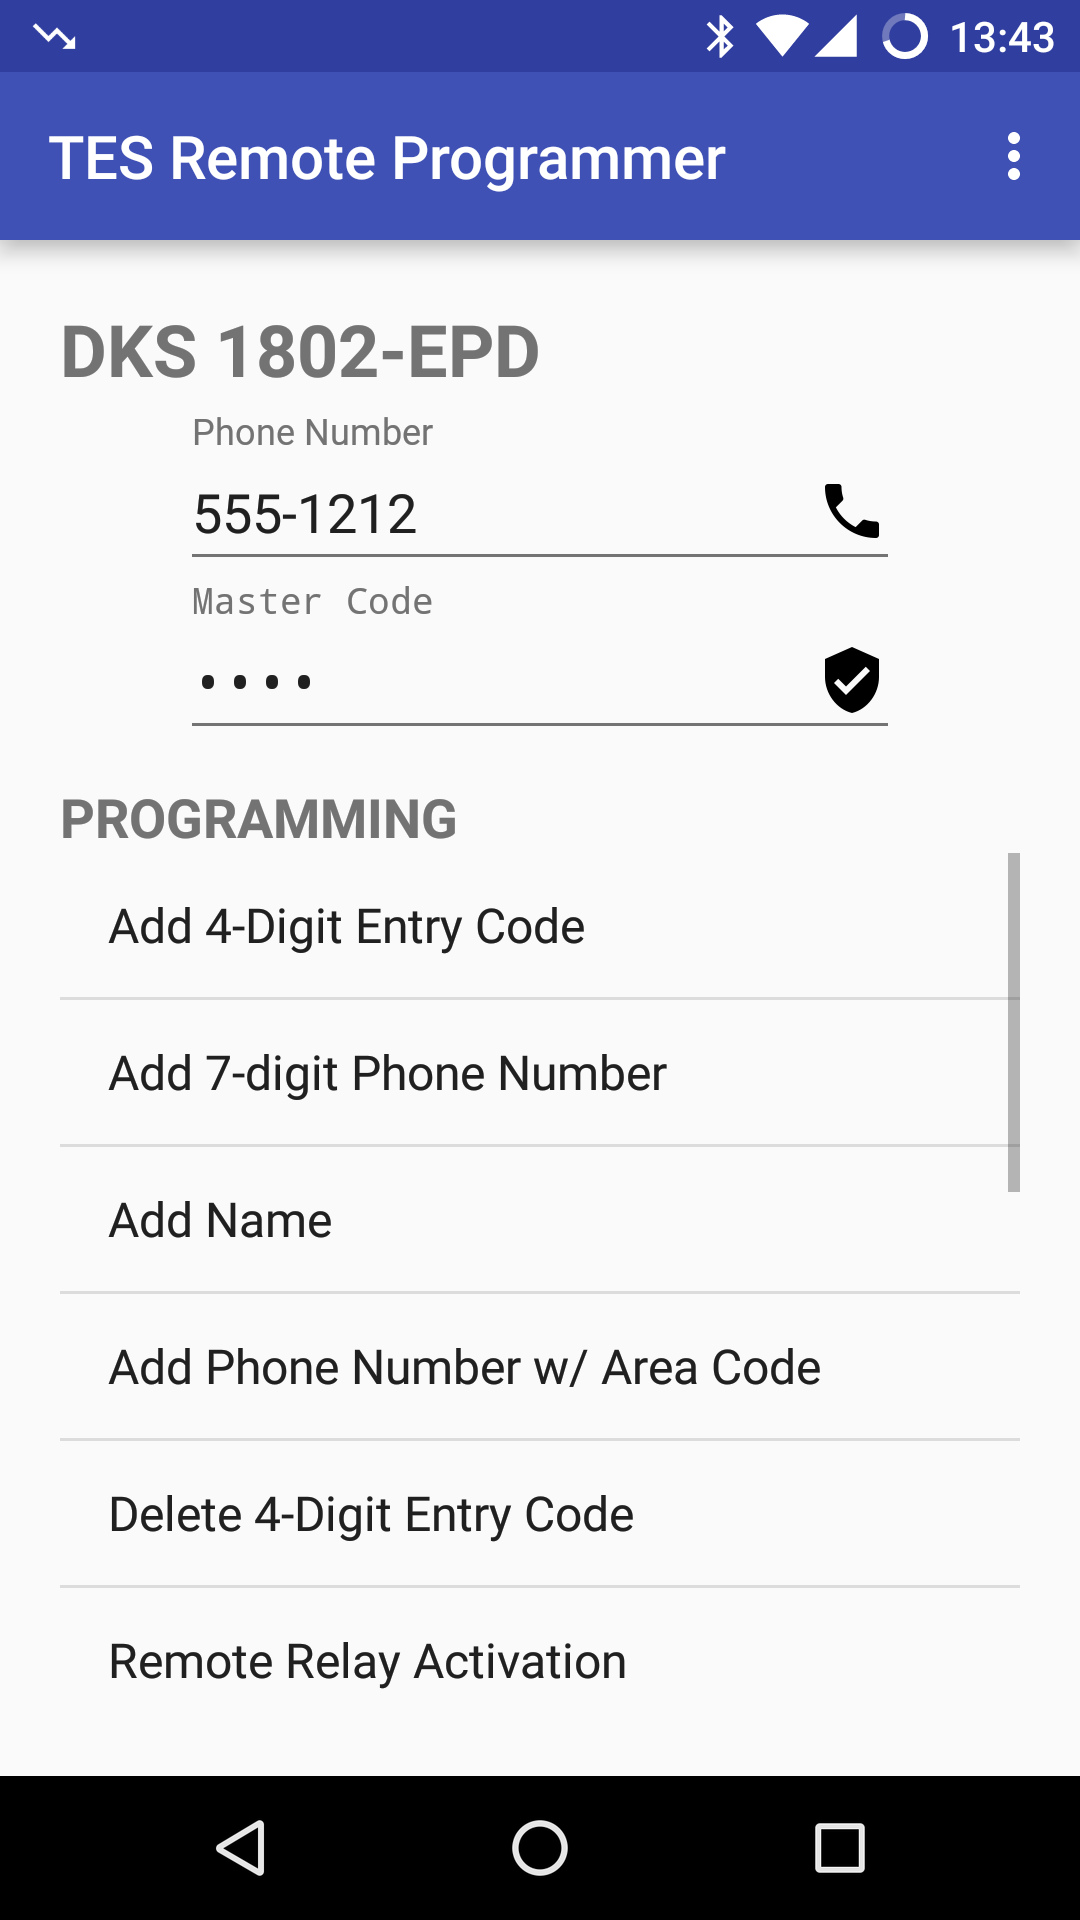 13:43
TES Remote Programmer
DKS 1802-EPD
Phone Number
555-1212
Master Code
••••
PROGRAMMING
Add 4-Digit Entry Code
Add 7-digit Phone Number
Add Name
Add Phone Number w/ Area Code
Delete 4-Digit Entry Code
Remote Relay Activation